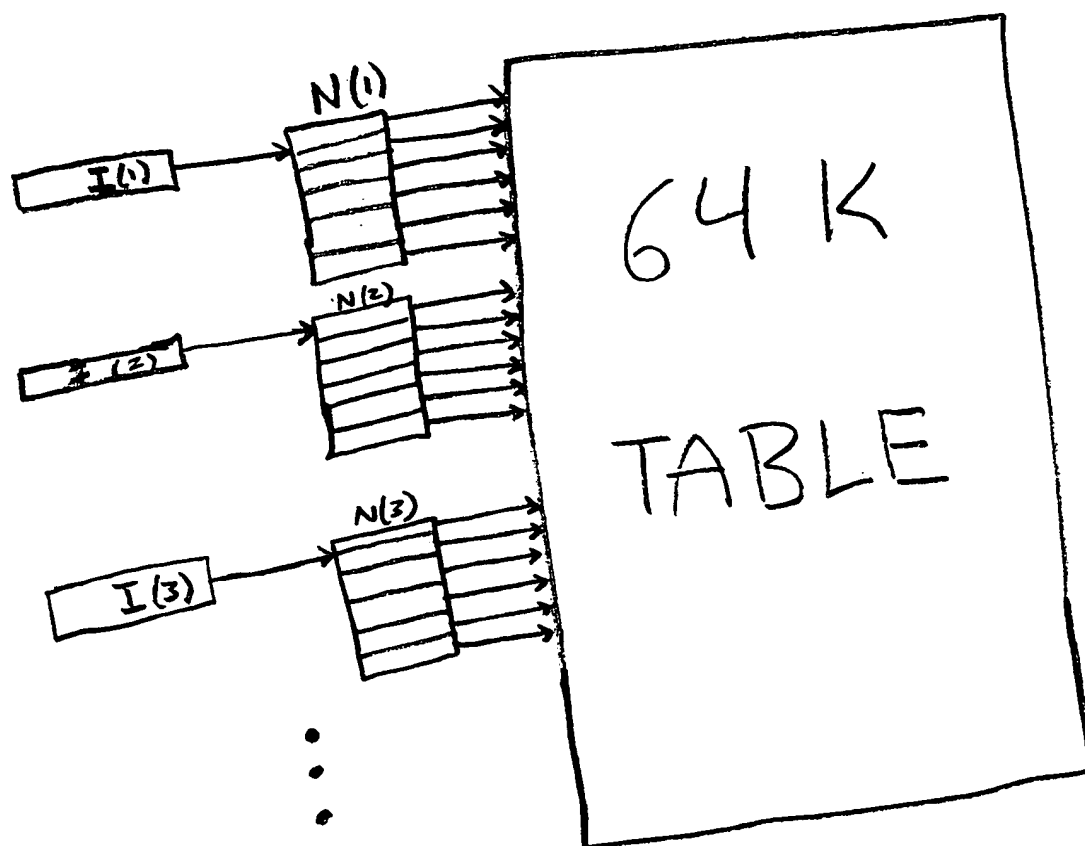 N(1)
I(1)
64 K
N(2)
I(2)
TABLE
N(3)
I(3)